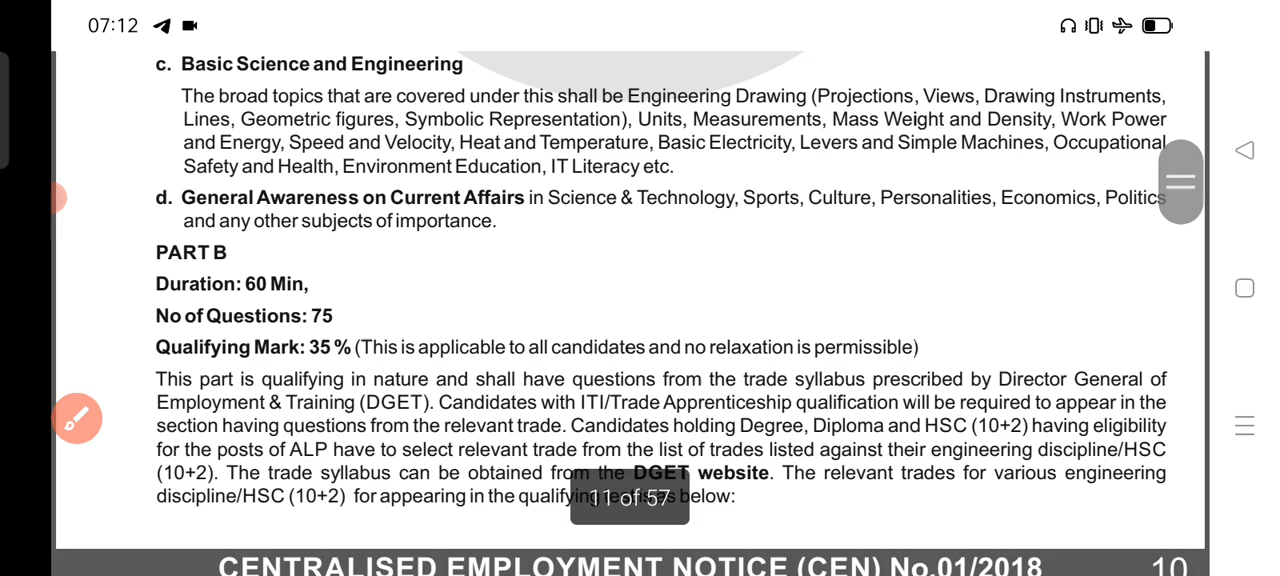 07:12
c. Basic Science and Engineering
The broad topics that are covered under this shall be Engineering Drawing (Projections, Views, Drawing Instruments,
Lines, Geometric figures, Symbolic Representation), Units, Measurements, Mass Weight and Density, Work Power
and Energy, Speed and Velocity, Heat and Temperature, Basic Electricity, Levers and Simple Machines, Occupational
Safety and Health, Environment Education, IT Literacy etc.
d. General Awareness on Current Affairs in Science & Technology, Sports, Culture, Personalities, Economics, Politics
and any other subjects of importance.
PART B
Duration: 60 Min,
No of Questions: 75
Qualifying Mark: 35 % (This is applicable to all candidates and no relaxation is permissible)
This part is qualifying in nature and shall have questions from the trade syllabus prescribed by Director General of
Employment & Training (DGET). Candidates with ITI/Trade Apprenticeship qualification will be required to appear in the
section having questions from the relevant trade. Candidates holding Degree, Diploma and HSC (10+2) having eligibility
for the posts of ALP have to select relevant trade from the list of trades listed against their engineering discipline/HSC
(10+2). The trade syllabus can be obtained from the DGET website. The relevant trades for various engineering
discipline/HSC (10+2) for appearing in the qualifying below:
11 of 57
CENTRALISED EMPLOYMENT NOTICE (CEN) No.01/2018 10